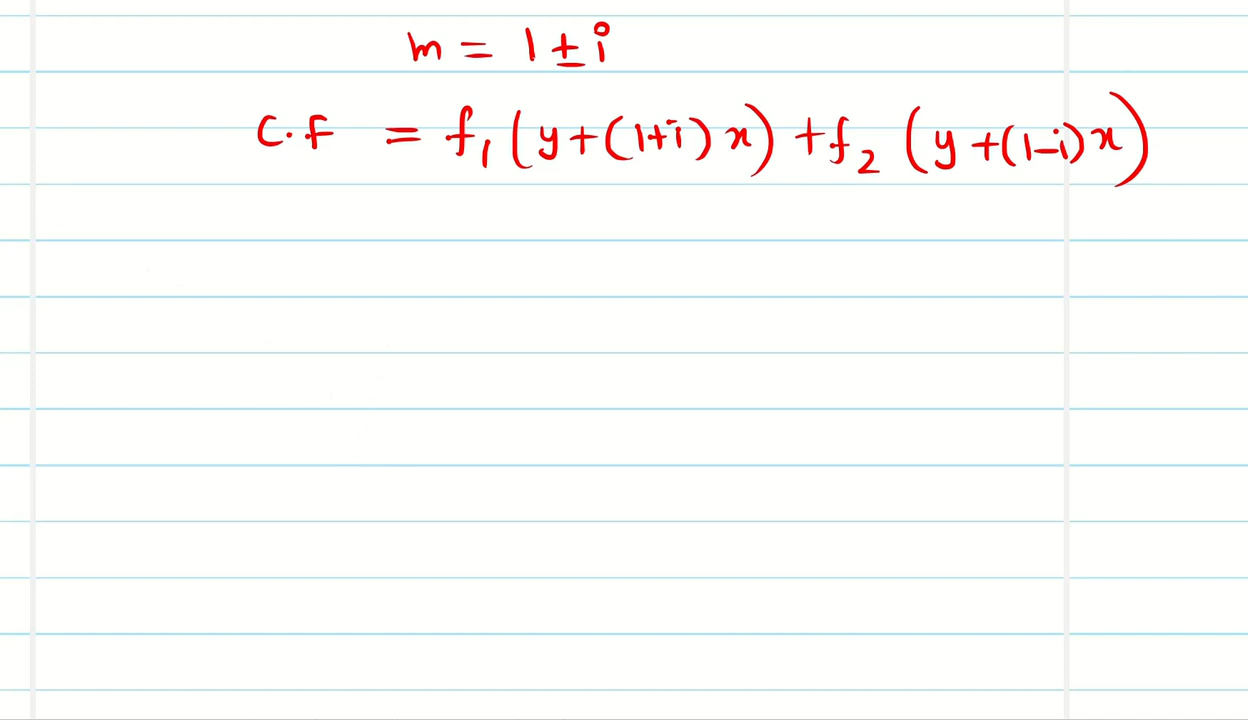 m = 1 ± i
C.F = f₁ (y+(1+i)x) + f₂ (y+(1-i)x)